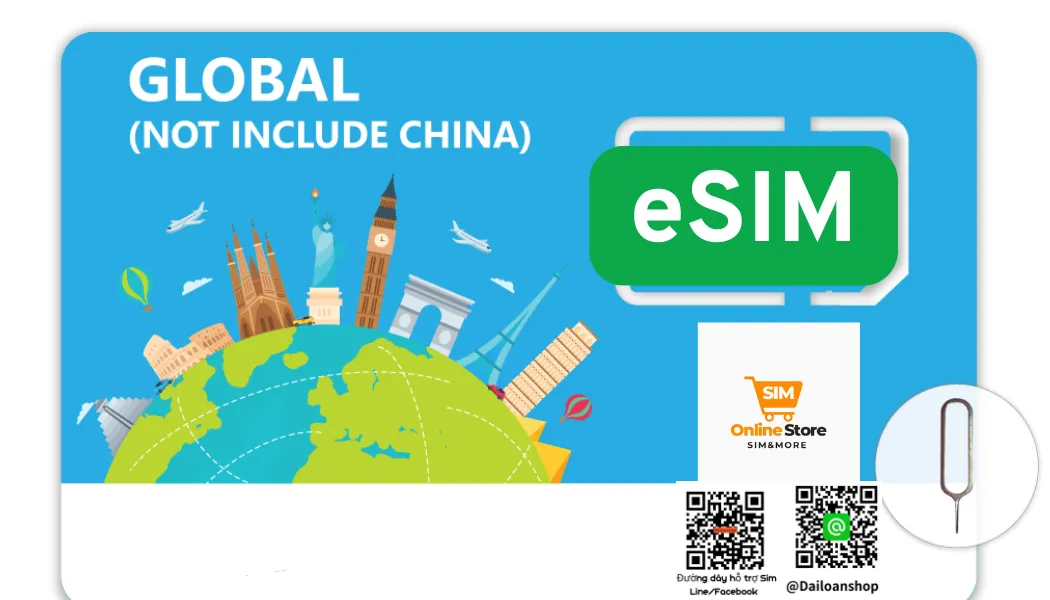 GLOBAL
(NOT INCLUDE CHINA)
eSIM
SIM
Online Store
SIM&MORE
Đường dây hỗ trợ Sim
Line/Facebook
@Dailoanshop